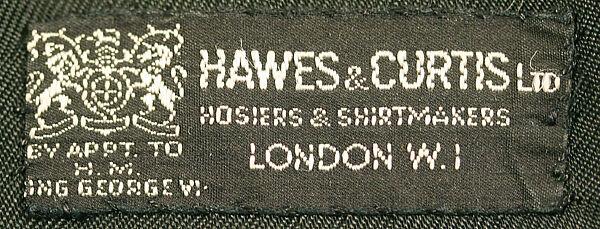 HAWES & CURTIS LTD
HOSIERS & SHIRTMAKERS
LONDON W.1
BY APPT. TO
H.M.
ING GEORGE VI